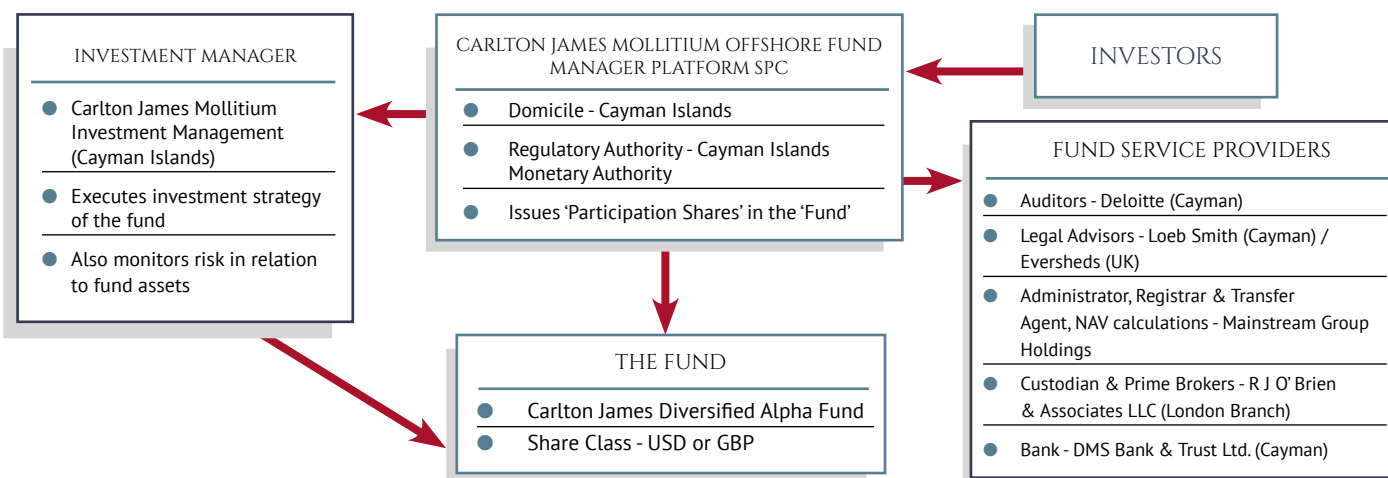 INVESTMENT MANAGER
Carlton James Mollitium
Investment Management
(Cayman Islands)
Executes investment strategy
of the fund
Also monitors risk in relation
to fund assets
CARLTON JAMES MOLLITIUM OFFSHORE FUND
MANAGER PLATFORM SPC
Domicile - Cayman Islands
Regulatory Authority - Cayman Islands
Monetary Authority
Issues ‘Participation Shares’ in the ‘Fund’
INVESTORS
FUND SERVICE PROVIDERS
Auditors - Deloitte (Cayman)
Legal Advisors - Loeb Smith (Cayman) /
Eversheds (UK)
Administrator, Registrar & Transfer
Agent, NAV calculations - Mainstream Group
Holdings
Custodian & Prime Brokers - R J O’ Brien
& Associates LLC (London Branch)
Bank - DMS Bank & Trust Ltd. (Cayman)
THE FUND
Carlton James Diversified Alpha Fund
Share Class - USD or GBP